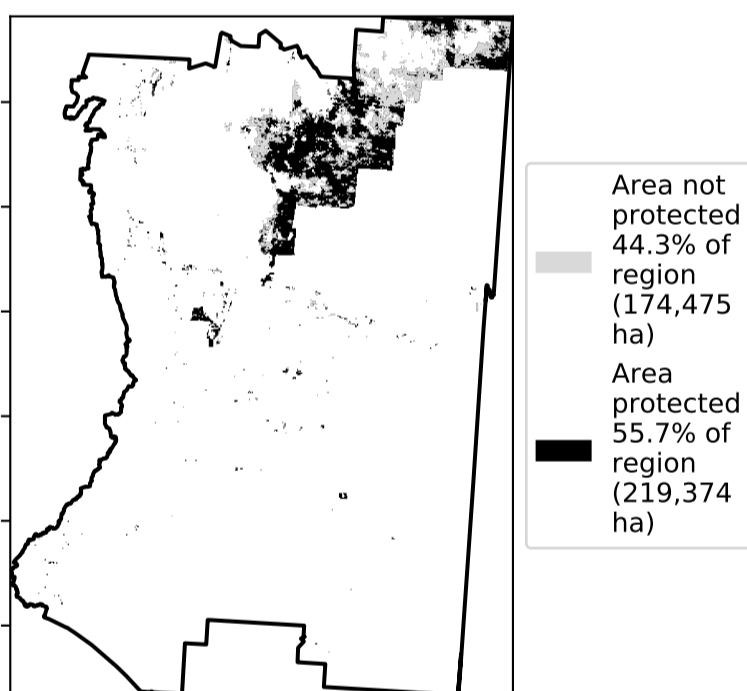 Area not
protected
44.3% of
region
(174,475
ha)
Area
protected
55.7% of
region
(219,374
ha)